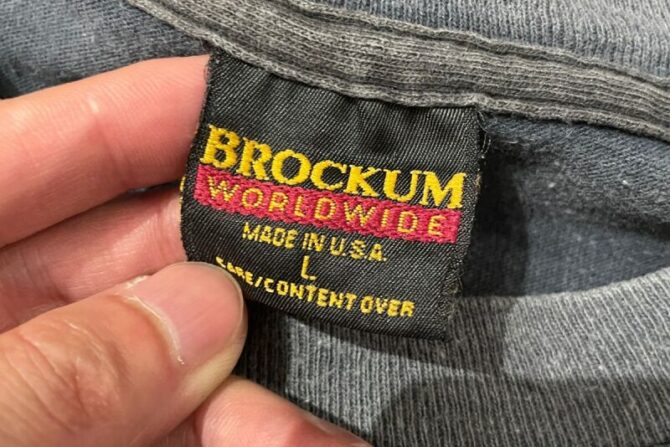 BROCKUM
WORLDWIDE
MADE IN U.S.A.
L
CARE/CONTENT OVER